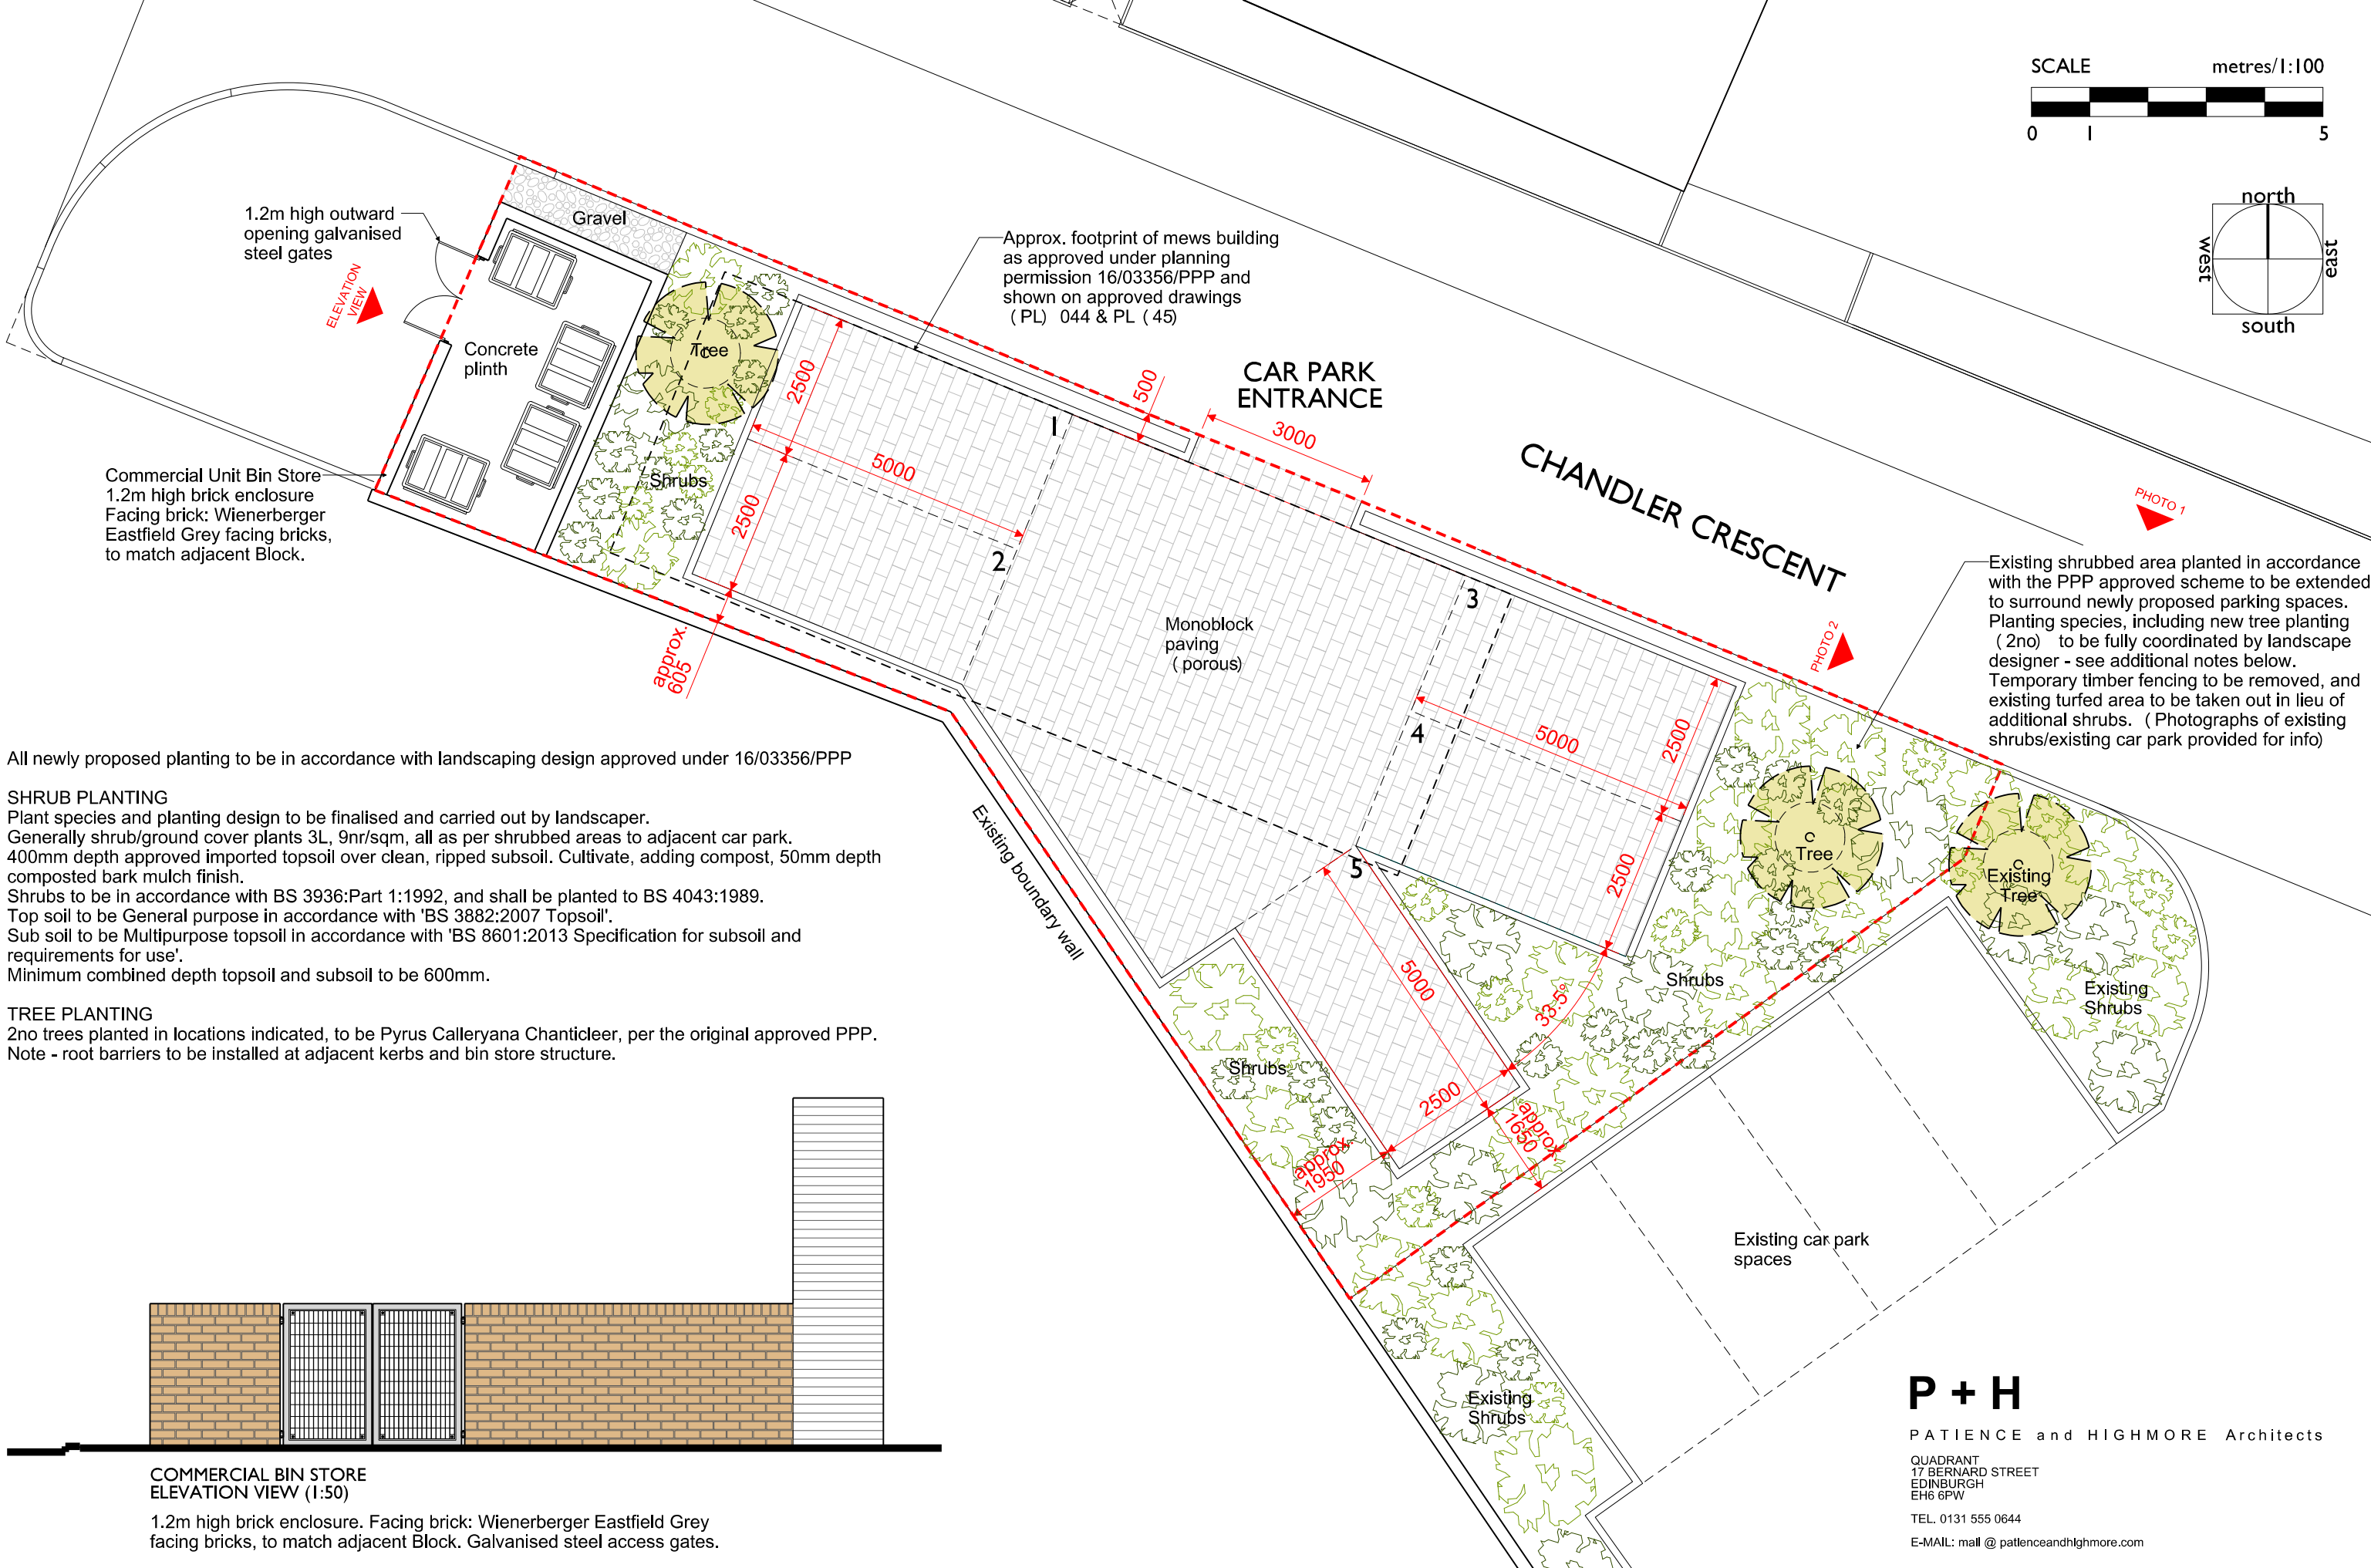 SCALE metres/1:100
0 1 5
north
west
east
south
1.2m high outward
opening galvanised
steel gates
ELEVATION
VIEW
Gravel
Concrete
plinth
Commercial Unit Bin Store
1.2m high brick enclosure
Facing brick: Wienerberger
Eastfield Grey facing bricks,
to match adjacent Block.
Tree
Shrubs
Approx. footprint of mews building
as approved under planning
permission 16/03356/PPP and
shown on approved drawings
( PL) 044 & PL ( 45)
2500
2500
5000
1
2
500
CAR PARK
ENTRANCE
3000
CHANDLER CRESCENT
approx.
605
Monoblock
paving
( porous)
3
4
5
5000
2500
2500
PHOTO 1
PHOTO 2
Existing shrubbed area planted in accordance
with the PPP approved scheme to be extended
to surround newly proposed parking spaces.
Planting species, including new tree planting
( 2no) to be fully coordinated by landscape
designer - see additional notes below.
Temporary timber fencing to be removed, and
existing turfed area to be taken out in lieu of
additional shrubs. ( Photographs of existing
shrubs/existing car park provided for info)
Tree
Existing
Tree
Shrubs
Existing
Shrubs
Existing boundary wall
5000
33.5°
2500
approx.
1650
approx.
1950
Shrubs
Existing car park
spaces
Existing
Shrubs
All newly proposed planting to be in accordance with landscaping design approved under 16/03356/PPP
SHRUB PLANTING
Plant species and planting design to be finalised and carried out by landscaper.
Generally shrub/ground cover plants 3L, 9nr/sqm, all as per shrubbed areas to adjacent car park.
400mm depth approved imported topsoil over clean, ripped subsoil. Cultivate, adding compost, 50mm depth
composted bark mulch finish.
Shrubs to be in accordance with BS 3936:Part 1:1992, and shall be planted to BS 4043:1989.
Top soil to be General purpose in accordance with 'BS 3882:2007 Topsoil'.
Sub soil to be Multipurpose topsoil in accordance with 'BS 8601:2013 Specification for subsoil and
requirements for use'.
Minimum combined depth topsoil and subsoil to be 600mm.
TREE PLANTING
2no trees planted in locations indicated, to be Pyrus Calleryana Chanticleer, per the original approved PPP.
Note - root barriers to be installed at adjacent kerbs and bin store structure.
COMMERCIAL BIN STORE
ELEVATION VIEW (1:50)
1.2m high brick enclosure. Facing brick: Wienerberger Eastfield Grey
facing bricks, to match adjacent Block. Galvanised steel access gates.
P + H
PATIENCE and HIGHMORE Architects
QUADRANT
17 BERNARD STREET
EDINBURGH
EH6 6PW
TEL. 0131 555 0644
E-MAIL: mail @ patienceandhighmore.com